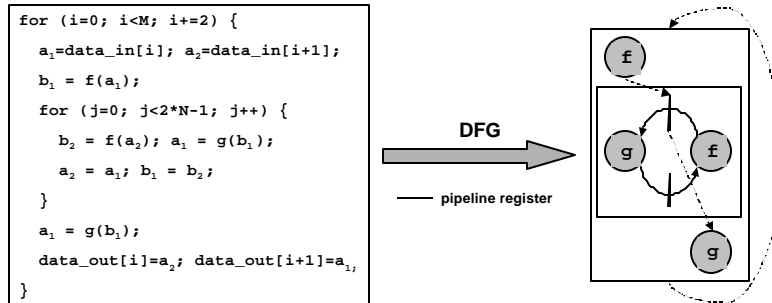 for (i=0; i<M; i+=2) {
a₁=data_in[i]; a₂=data_in[i+1];
b₁ = f(a₁);
for (j=0; j<2*N-1; j++) {
b₂ = f(a₂); a₁ = g(b₁);
a₂ = a₁; b₁ = b₂;
}
a₁ = g(b₁);
data_out[i]=a₂; data_out[i+1]=a₁;
}
DFG
pipeline register
f
g
f
g